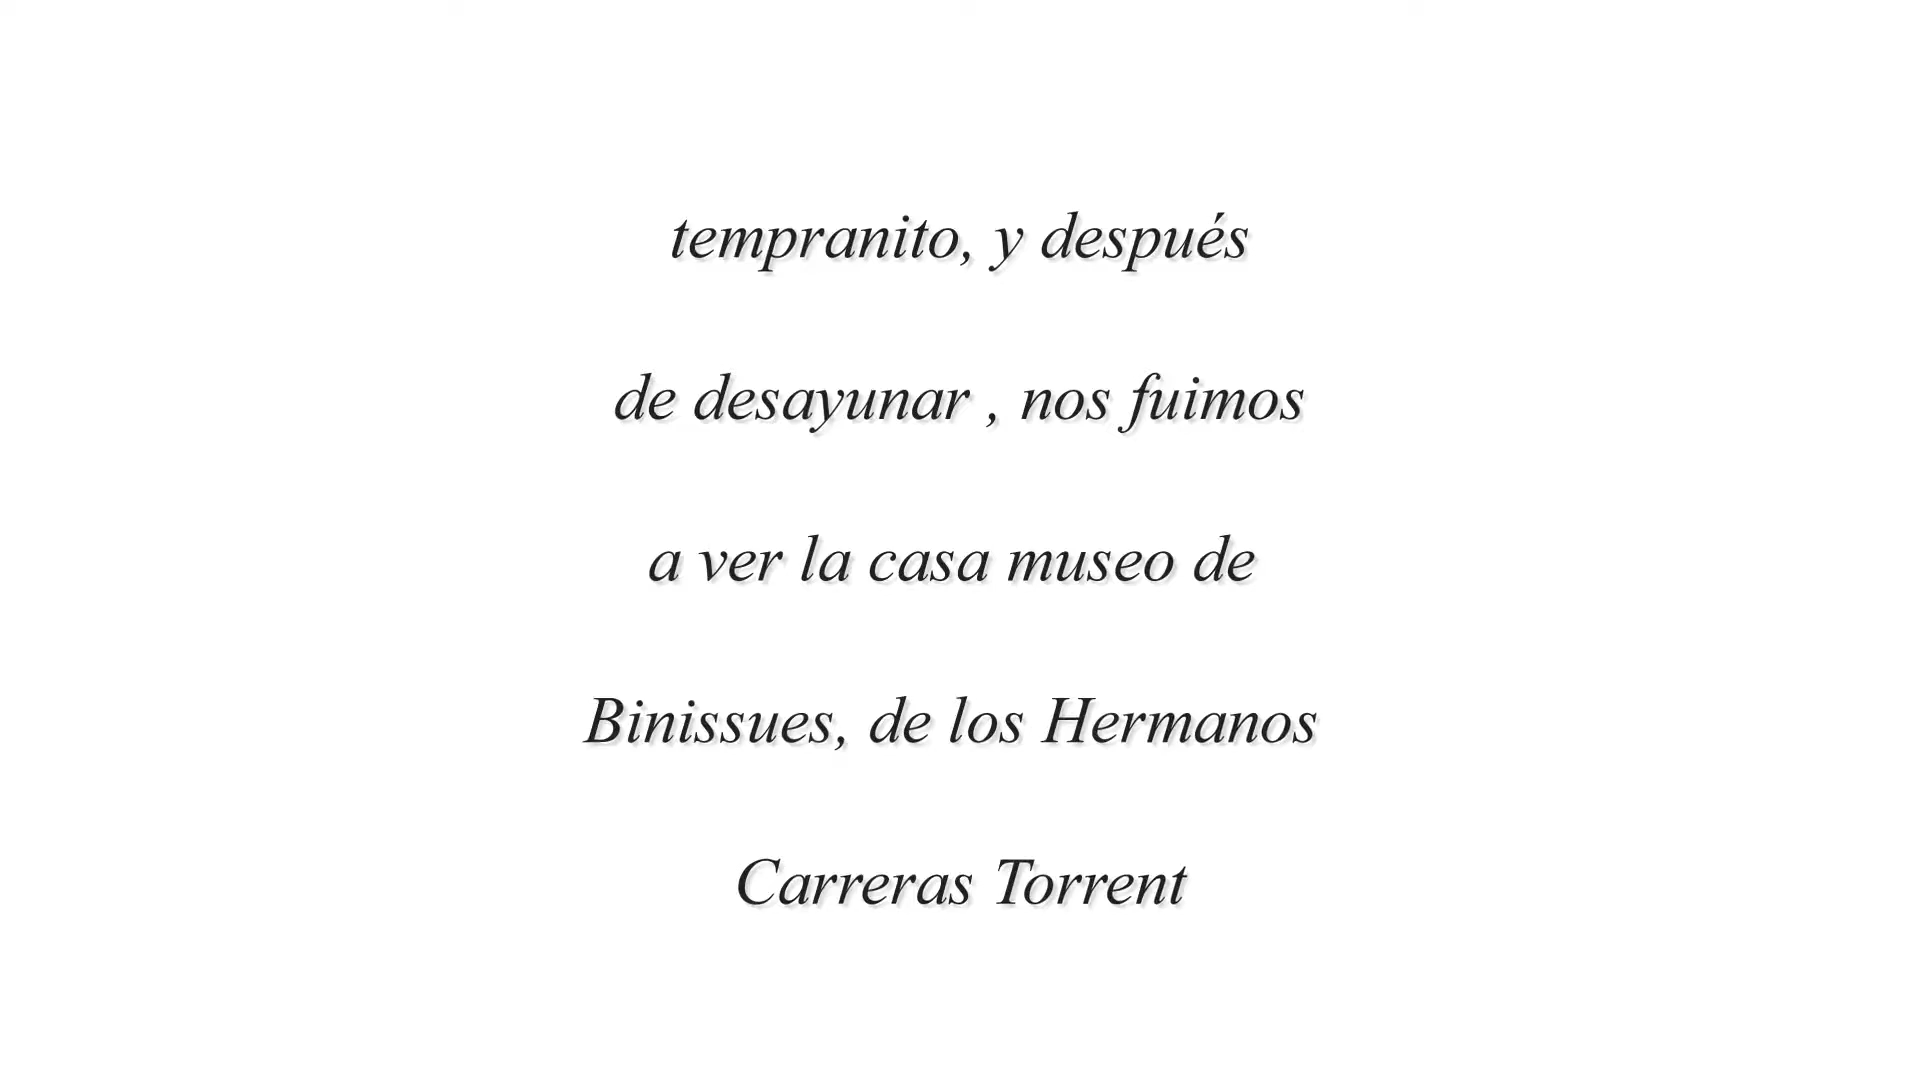 tempranito, y después
de desayunar , nos fuimos
a ver la casa museo de
Binissues, de los Hermanos
Carreras Torrent